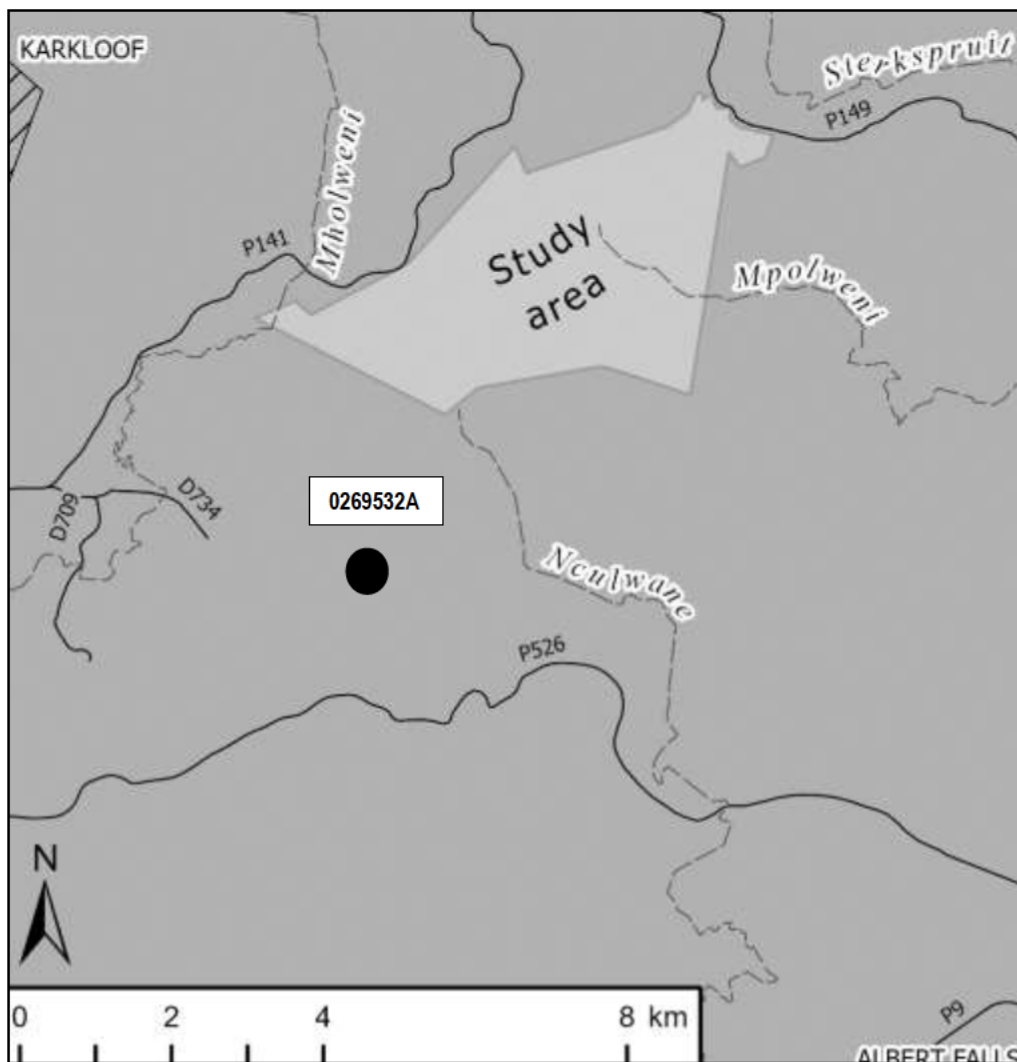 KARKLOOF
Sterkspruit
P149
Mholweni
P141
Study
area
Mpolweni
0269532A
D734
D709
Nculwane
P526
N
0 2 4 8 km
P9
ALBERT FALLS